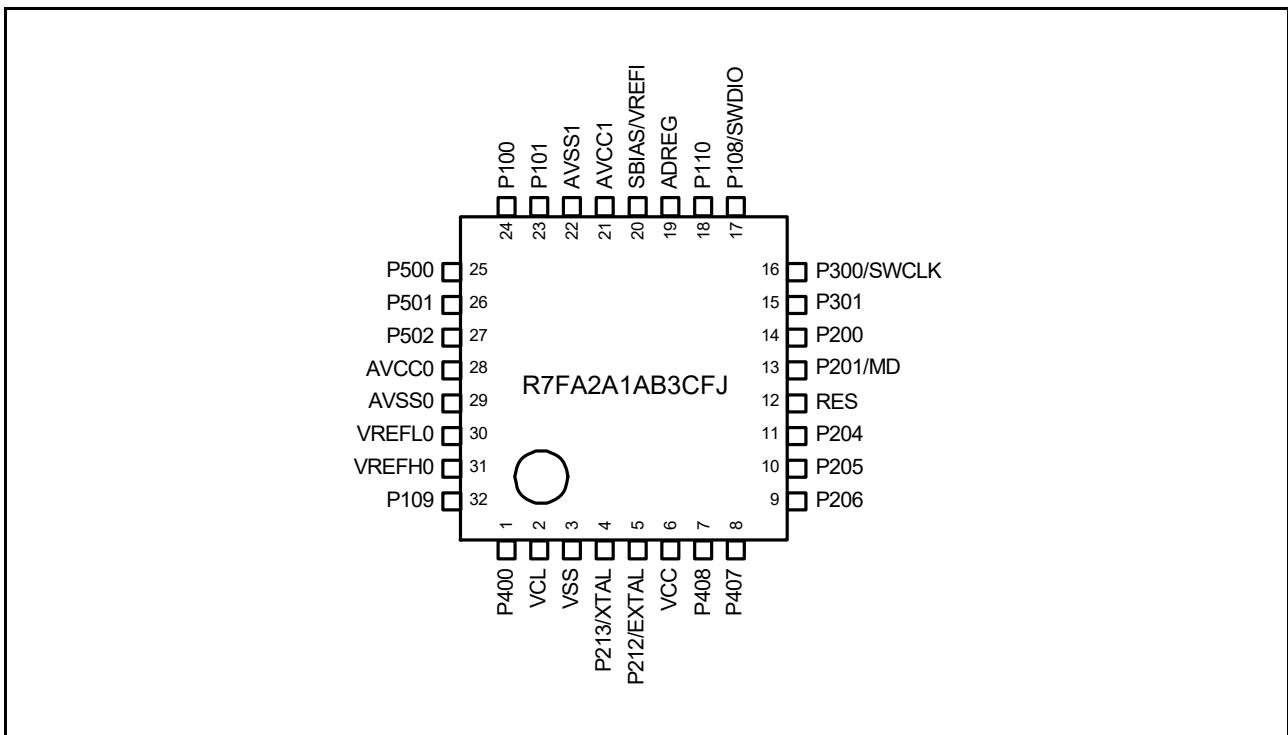 P100
P101
AVSS1
AVCC1
SBIAS/VREFI
ADREG
P110
P108/SWDIO
24
23
22
21
20
19
18
17
P500 25
P501 26
P502 27
AVCC0 28
AVSS0 29
VREFL0 30
VREFH0 31
P109 32
R7FA2A1AB3CFJ
16 P300/SWCLK
15 P301
14 P200
13 P201/MD
12 RES
11 P204
10 P205
9 P206
1
2
3
4
5
6
7
8
P400
VCL
VSS
P213/XTAL
P212/EXTAL
VCC
P408
P407